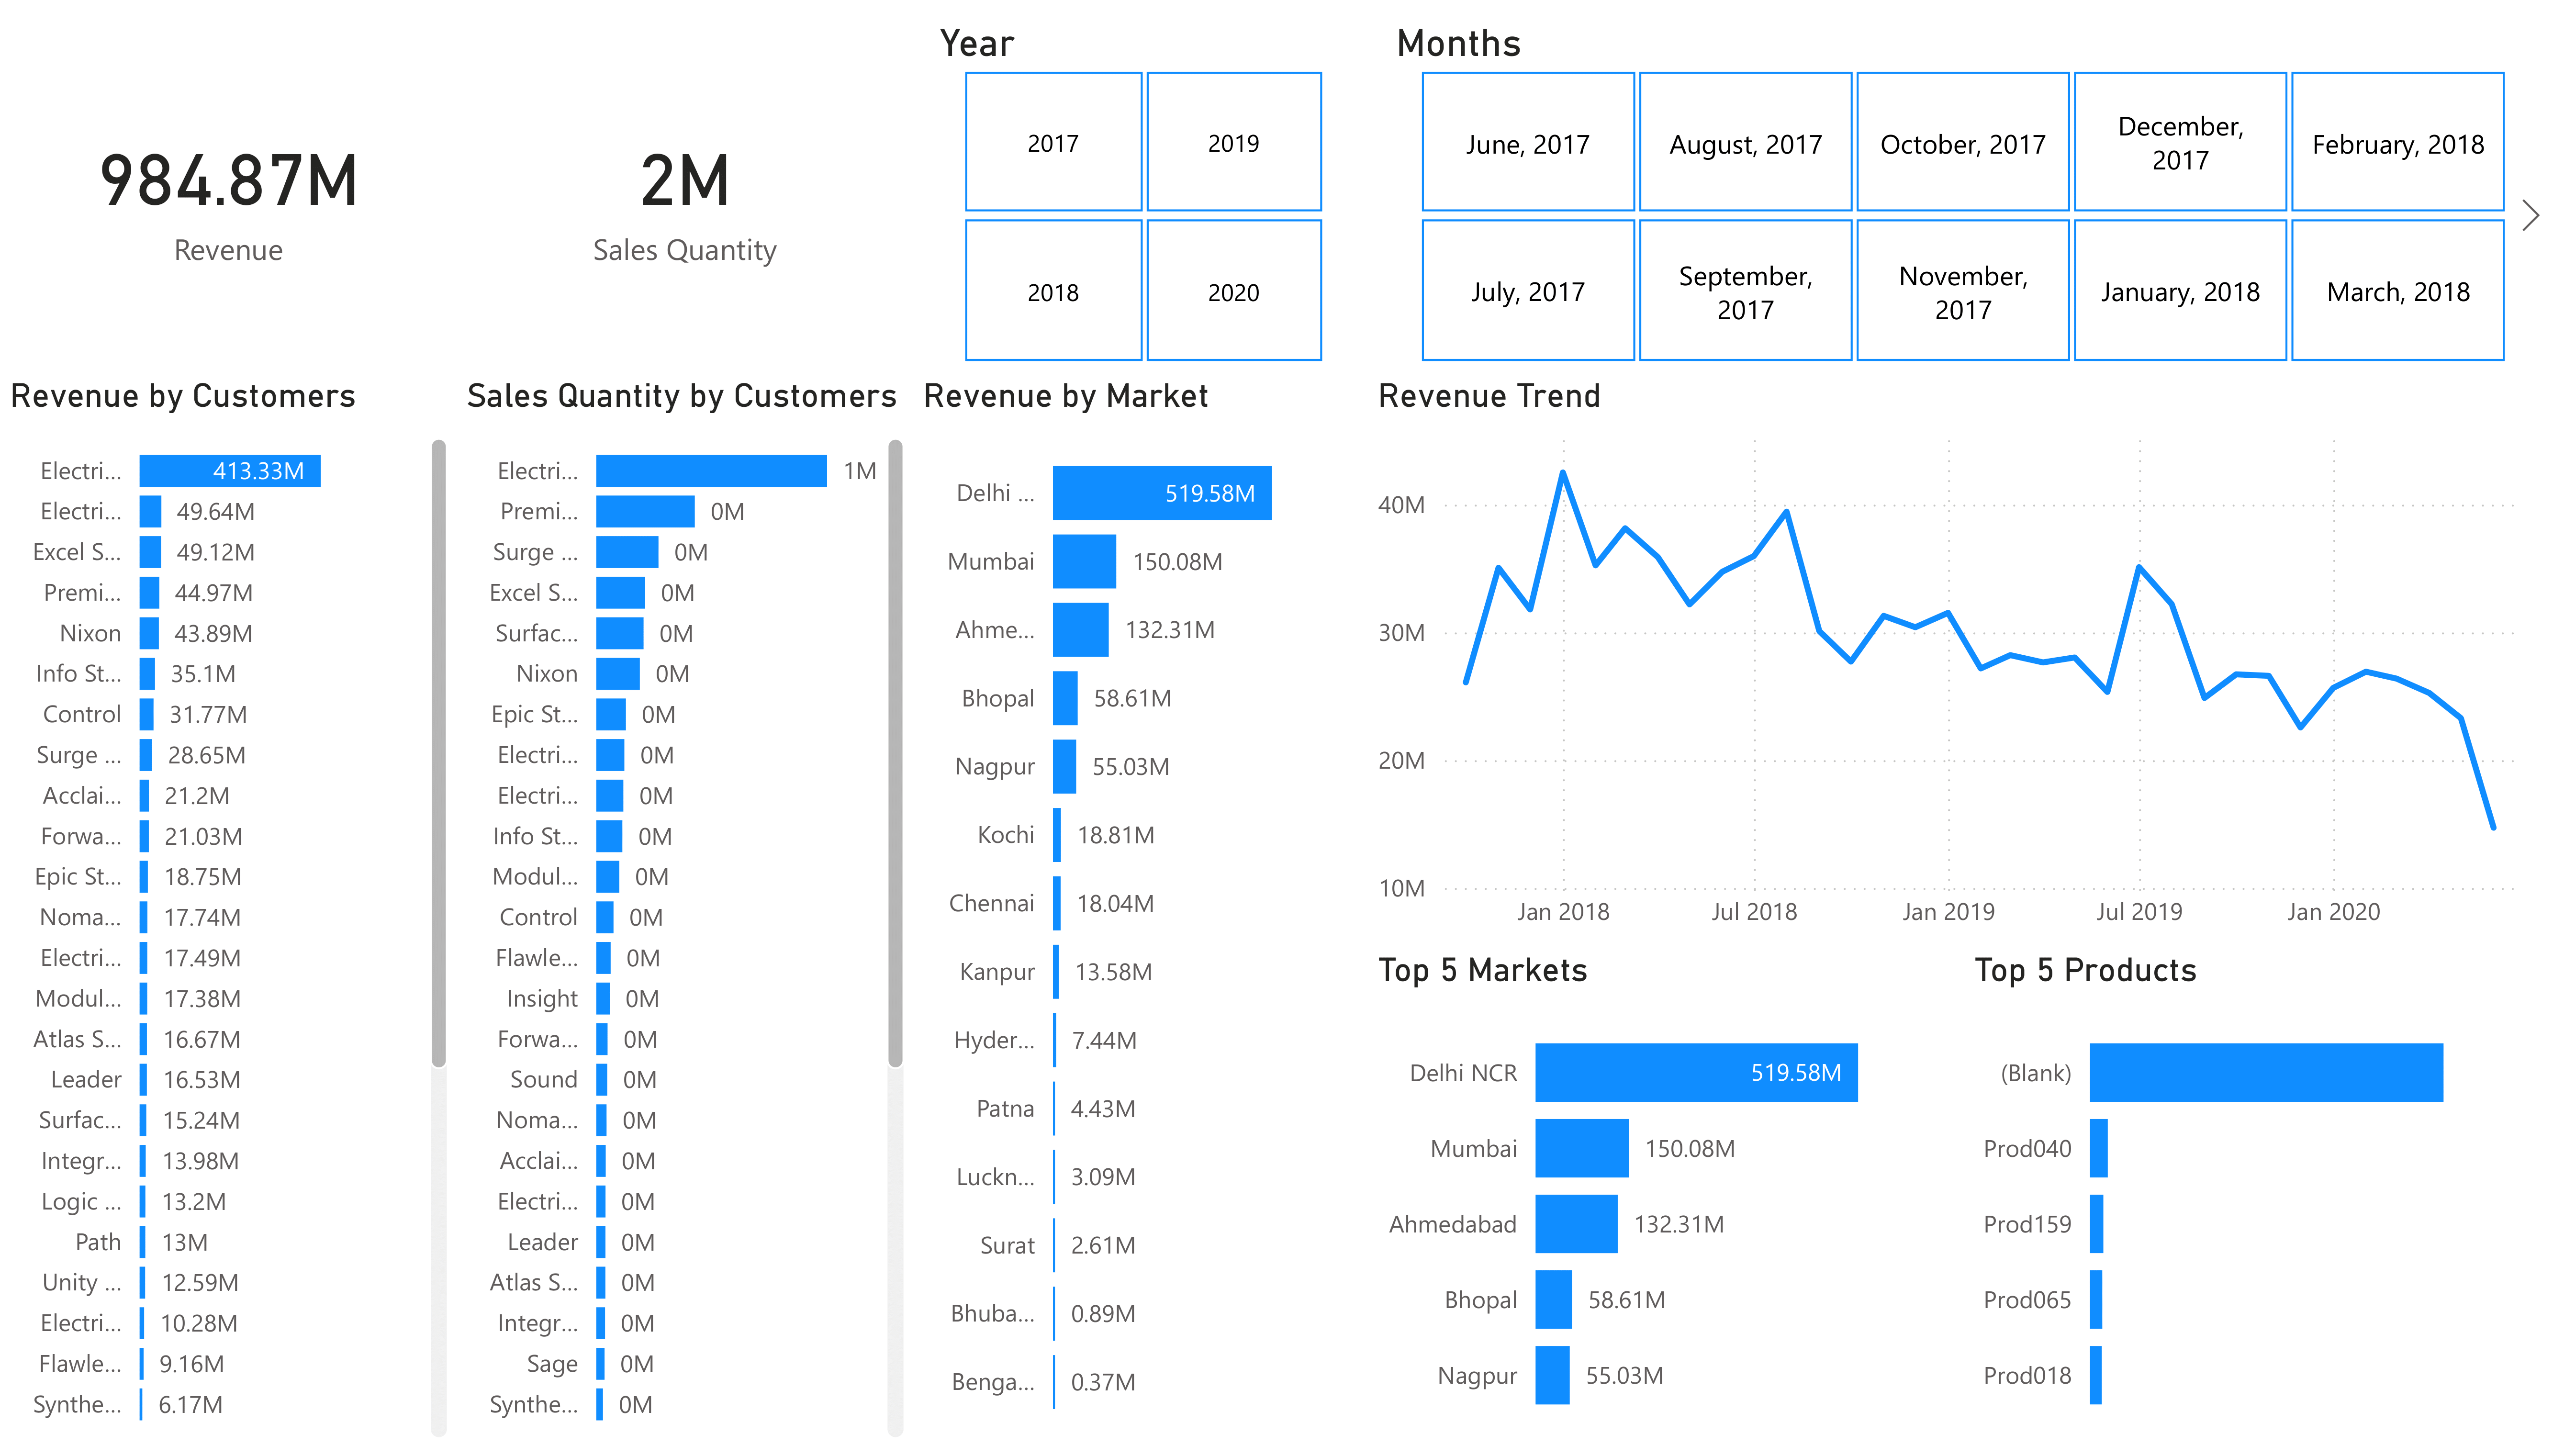 Year
Months
2017
2019
2018
2020
June, 2017
August, 2017
October, 2017
December,
2017
February, 2018
July, 2017
September,
2017
November,
2017
January, 2018
March, 2018
984.87M
Revenue
2M
Sales Quantity
Revenue by Customers
Electri... 413.33M
Electri... 49.64M
Excel S... 49.12M
Premi... 44.97M
Nixon 43.89M
Info St... 35.1M
Control 31.77M
Surge ... 28.65M
Acclai... 21.2M
Forwa... 21.03M
Epic St... 18.75M
Noma... 17.74M
Electri... 17.49M
Modul... 17.38M
Atlas S... 16.67M
Leader 16.53M
Surfac... 15.24M
Integr... 13.98M
Logic ... 13.2M
Path 13M
Unity ... 12.59M
Electri... 10.28M
Flawle... 9.16M
Synthe... 6.17M
Sales Quantity by Customers
Electri... 1M
Premi... 0M
Surge ... 0M
Excel S... 0M
Surfac... 0M
Nixon 0M
Epic St... 0M
Electri... 0M
Electri... 0M
Info St... 0M
Modul... 0M
Control 0M
Flawle... 0M
Insight 0M
Forwa... 0M
Sound 0M
Noma... 0M
Acclai... 0M
Electri... 0M
Leader 0M
Atlas S... 0M
Integr... 0M
Sage 0M
Synthe... 0M
Revenue by Market
Delhi ... 519.58M
Mumbai 150.08M
Ahme... 132.31M
Bhopal 58.61M
Nagpur 55.03M
Kochi 18.81M
Chennai 18.04M
Kanpur 13.58M
Hyder... 7.44M
Patna 4.43M
Luckn... 3.09M
Surat 2.61M
Bhuba... 0.89M
Benga... 0.37M
Revenue Trend
40M
30M
20M
10M
Jan 2018 Jul 2018 Jan 2019 Jul 2019 Jan 2020
Top 5 Markets
Delhi NCR 519.58M
Mumbai 150.08M
Ahmedabad 132.31M
Bhopal 58.61M
Nagpur 55.03M
Top 5 Products
(Blank)
Prod040
Prod159
Prod065
Prod018